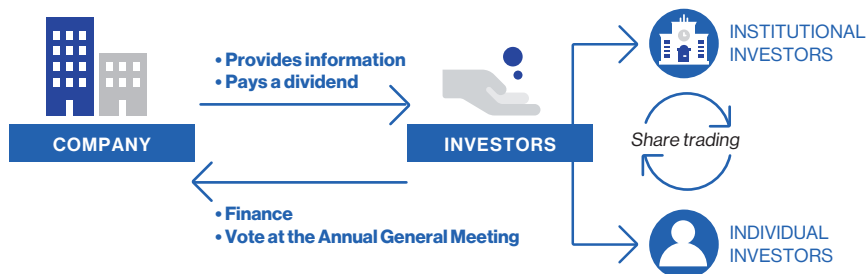 • Provides information
• Pays a dividend
COMPANY
INVESTORS
• Finance
• Vote at the Annual General Meeting
INSTITUTIONAL
INVESTORS
Share trading
INDIVIDUAL
INVESTORS